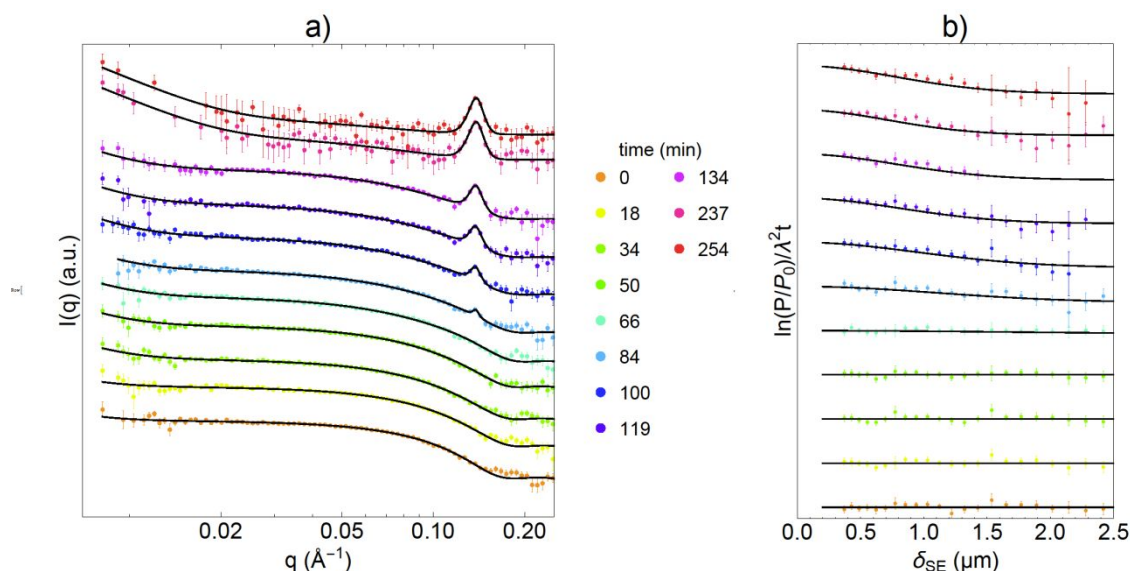 a)
I(q) (a.u.)
0.02 0.05 0.10 0.20
q (Å⁻¹)
time (min)
0 134
18 237
34 254
50
66
84
100
119
b)
ln(P/P₀)/λ²t
0.0 0.5 1.0 1.5 2.0 2.5
δSE (μm)